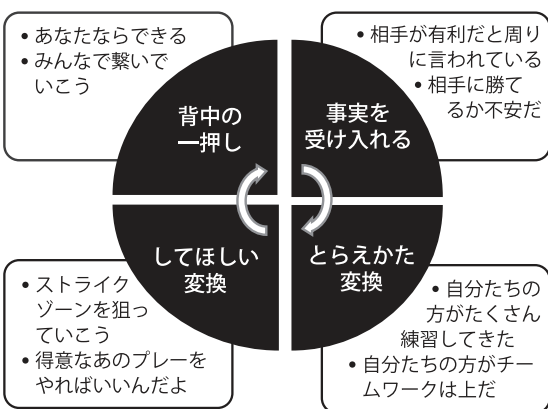 • あなたならできる
• みんなで繋いで
いこう
• 相手が有利だと周り
に言われている
• 相手に勝て
るか不安だ
背中の
一押し
事実を
受け入れる
してほしい
変換
とらえかた
変換
• ストライク
ゾーンを狙っ
ていこう
• 得意なあのプレーを
やればいいんだよ
• 自分たちの
方がたくさん
練習してきた
• 自分たちの方がチー
ムワークは上だ